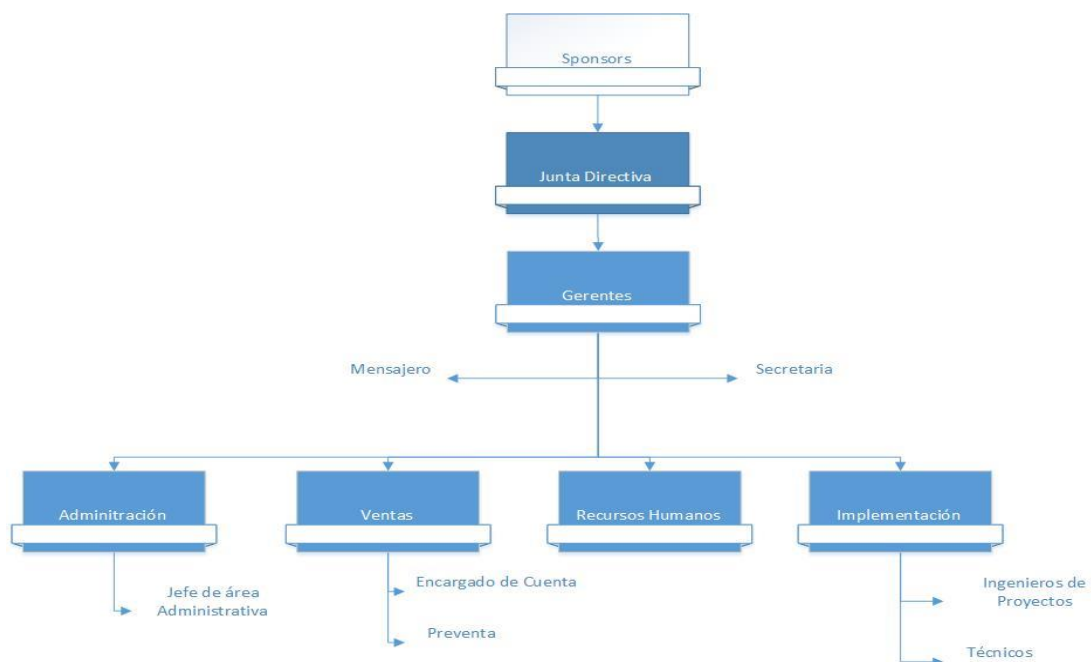 Sponsors
Junta Directiva
Gerentes
Mensajero
Secretaria
Adminitración
Ventas
Recursos Humanos
Implementación
Jefe de área
Administrativa
Encargado de Cuenta
Preventa
Ingenieros de
Proyectos
Técnicos